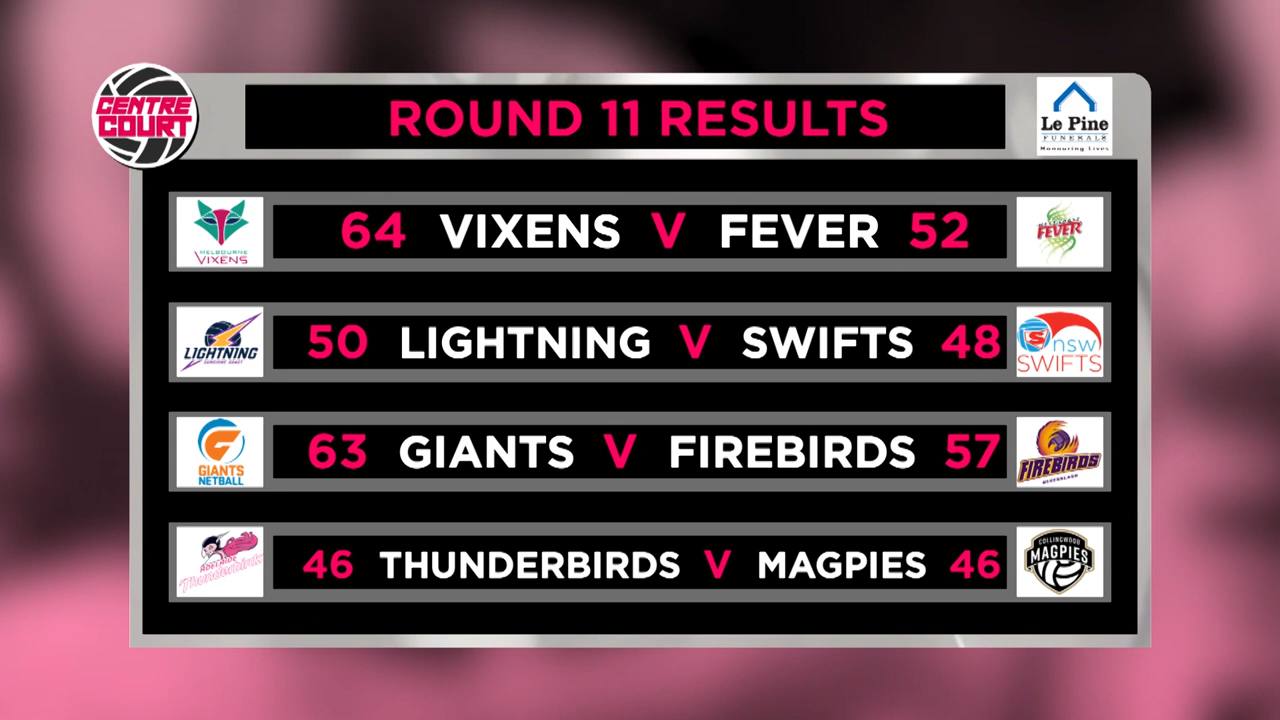 CENTRE COURT
ROUND 11 RESULTS
Le Pine
FUNERALS
Honouring Lives
MELBOURNE
VIXENS
64 VIXENS V FEVER 52
FEVER
LIGHTNING
SUNSHINE COAST
50 LIGHTNING V SWIFTS 48
nsw
SWIFTS
GIANTS
NETBALL
63 GIANTS V FIREBIRDS 57
FIREBIRDS
QUEENSLAND
ADELAIDE
Thunderbirds
46 THUNDERBIRDS V MAGPIES 46
COLLINGWOOD
MAGPIES